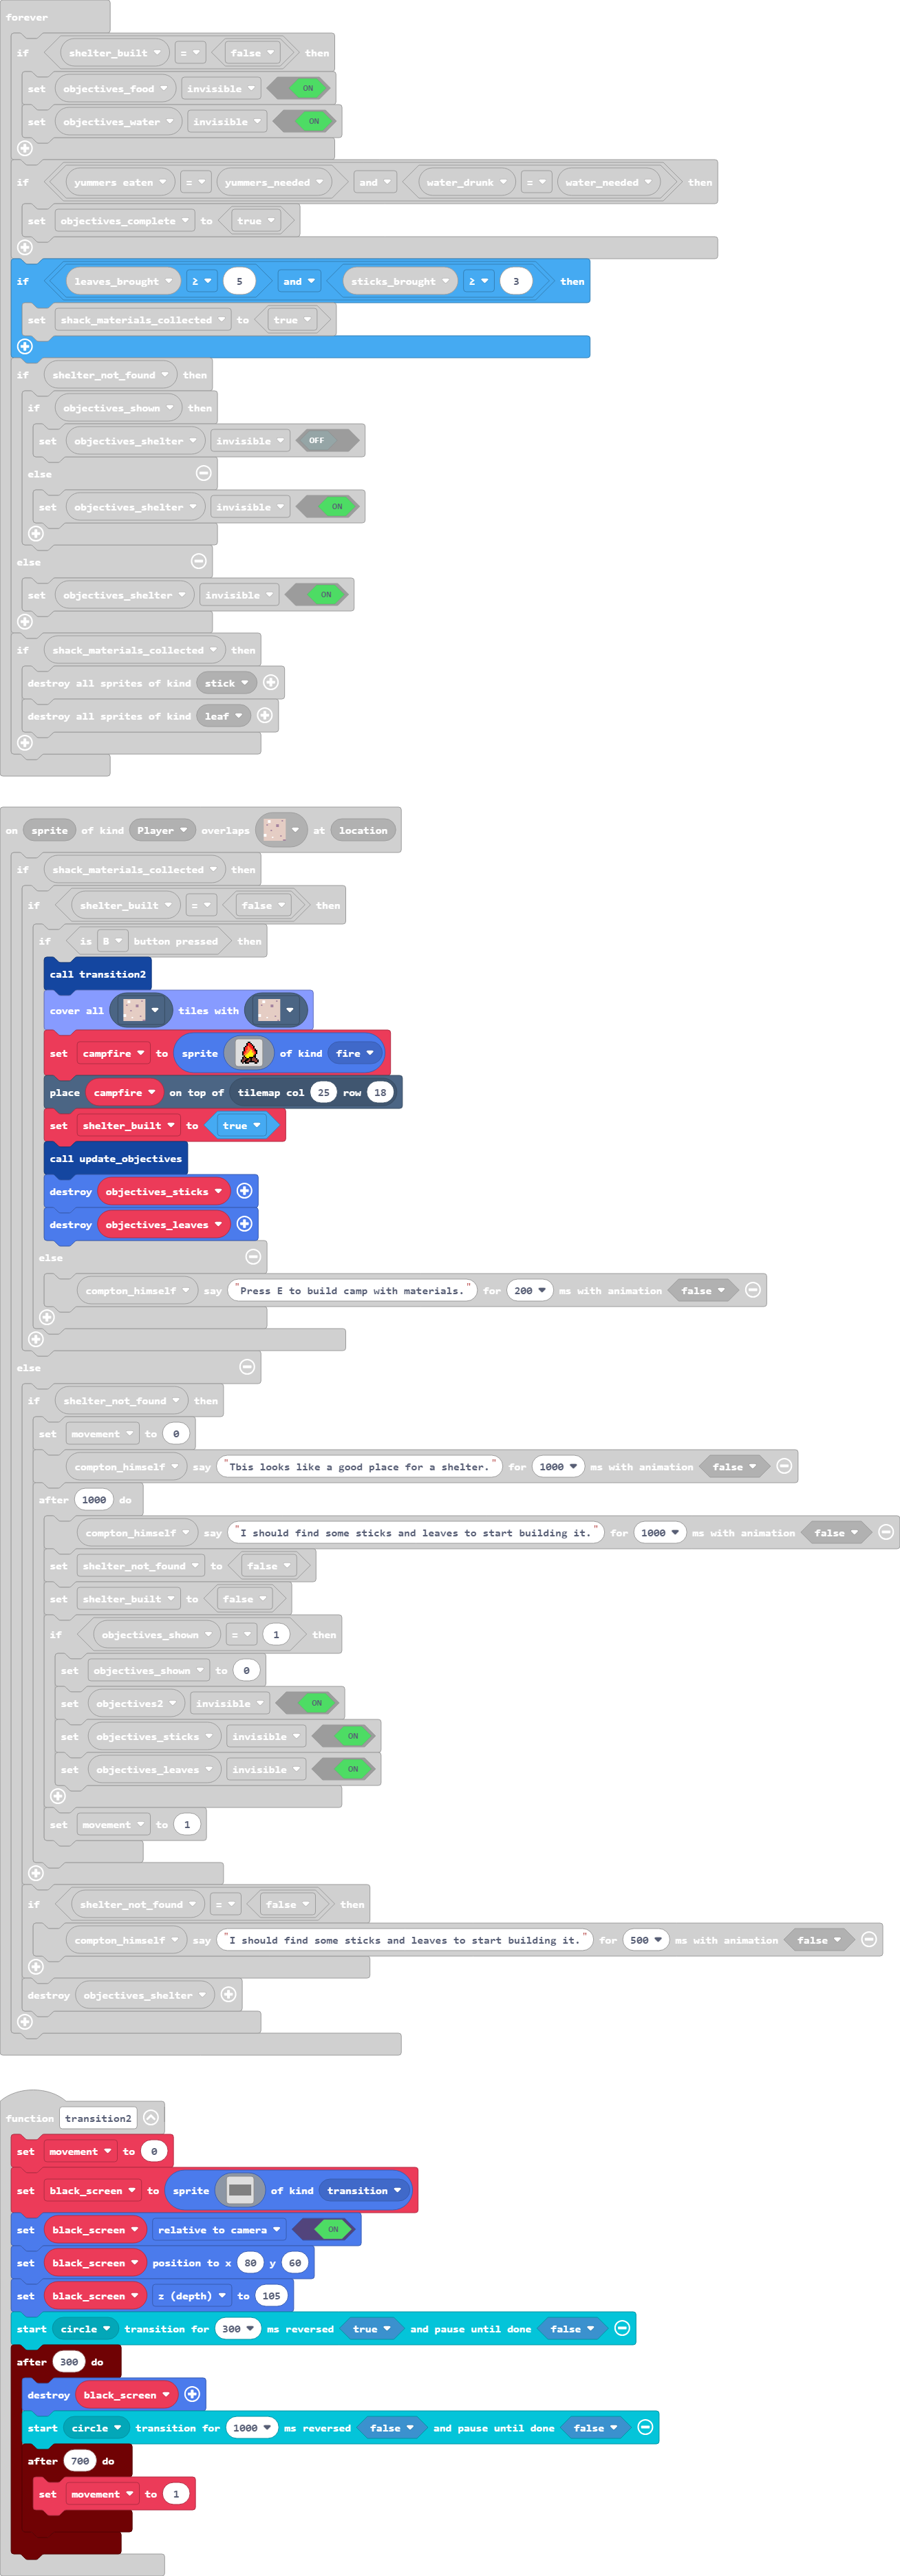 forever
if shelter_built = false then
set objectives_food invisible ON
set objectives_water invisible ON
if yummers eaten = yummers_needed and water_drunk = water_needed then
set objectives_complete to true
if leaves_brought ≥ 5 and sticks_brought ≥ 3 then
set shack_materials_collected to true
if shelter_not_found then
if objectives_shown then
set objectives_shelter invisible OFF
else
set objectives_shelter invisible ON
else
set objectives_shelter invisible ON
if shack_materials_collected then
destroy all sprites of kind stick
destroy all sprites of kind leaf
on sprite of kind Player overlaps at location
if shack_materials_collected then
if shelter_built = false then
if is B button pressed then
call transition2
cover all tiles with
set campfire to sprite of kind fire
place campfire on top of tilemap col 25 row 18
set shelter_built to true
call update_objectives
destroy objectives_sticks
destroy objectives_leaves
else
compton_himself say "Press E to build camp with materials." for 200 ms with animation false
else
if shelter_not_found then
set movement to 0
compton_himself say "This looks like a good place for a shelter." for 1000 ms with animation false
after 1000 do
compton_himself say "I should find some sticks and leaves to start building it." for 1000 ms with animation false
set shelter_not_found to false
set shelter_built to false
if objectives_shown = 1 then
set objectives_shown to 0
set objectives2 invisible ON
set objectives_sticks invisible ON
set objectives_leaves invisible ON
set movement to 1
if shelter_not_found = false then
compton_himself say "I should find some sticks and leaves to start building it." for 500 ms with animation false
destroy objectives_shelter
function transition2
set movement to 0
set black_screen to sprite of kind transition
set black_screen relative to camera ON
set black_screen position to x 80 y 60
set black_screen z (depth) to 105
start circle transition for 300 ms reversed true and pause until done false
after 300 do
destroy black_screen
start circle transition for 1000 ms reversed false and pause until done false
after 700 do
set movement to 1